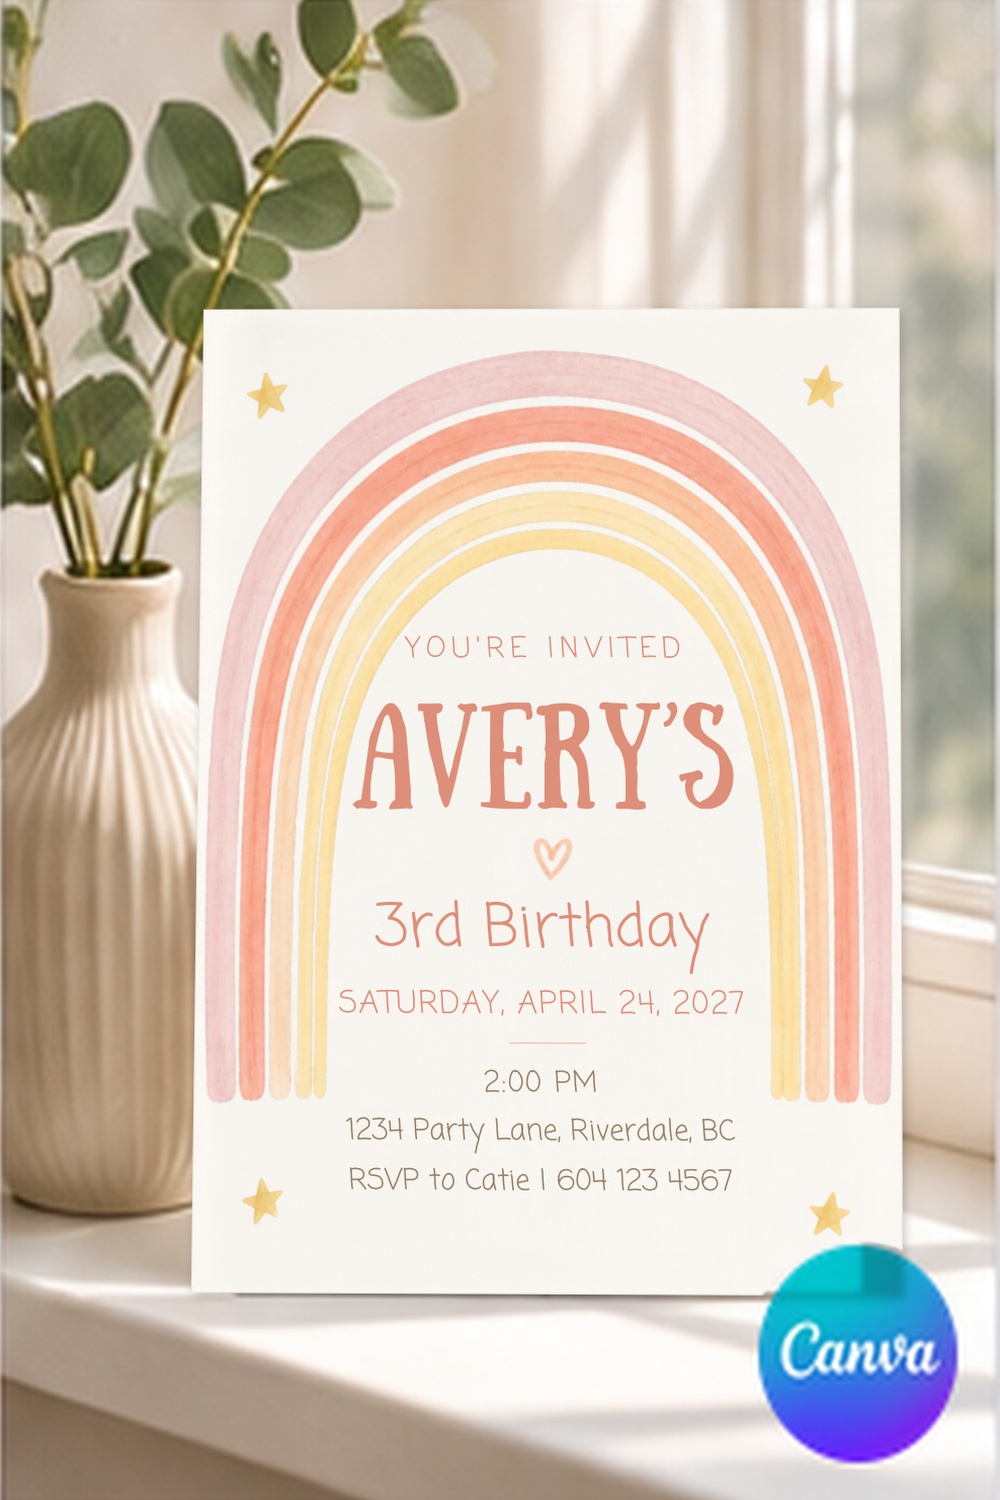 YOU'RE INVITED
AVERY'S
3rd Birthday
SATURDAY, APRIL 24, 2027
2:00 PM
1234 Party Lane, Riverdale, BC
RSVP to Catie | 604 123 4567
Canva